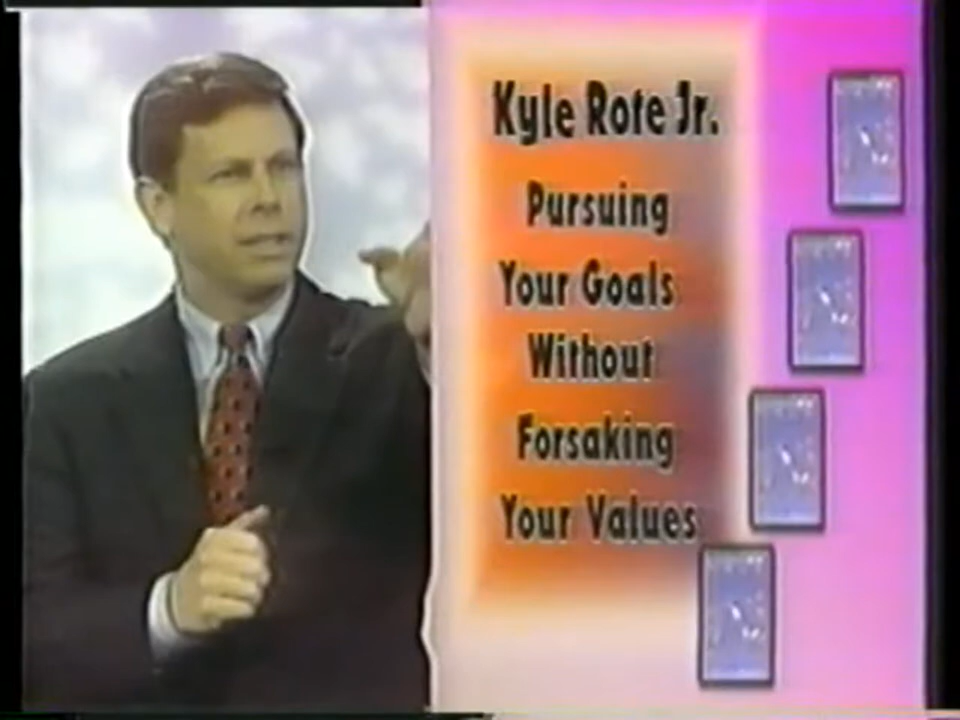 Kyle Rote Jr.
Pursuing
Your Goals
Without
Forsaking
Your Values